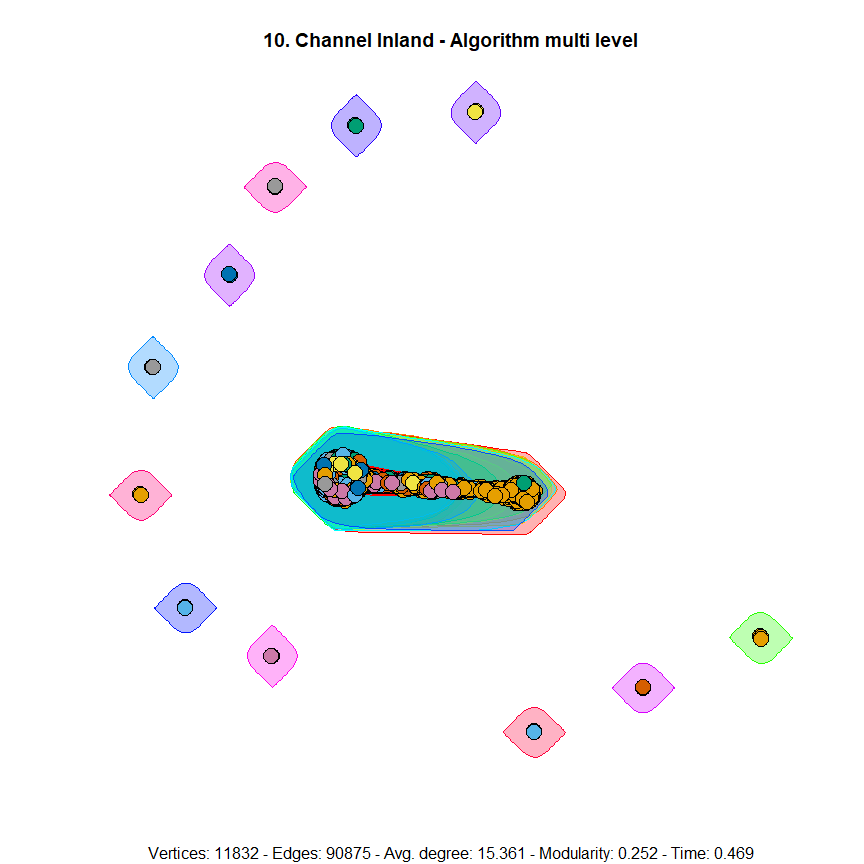 10. Channel Inland - Algorithm multi level
Vertices: 11832 - Edges: 90875 - Avg. degree: 15.361 - Modularity: 0.252 - Time: 0.469